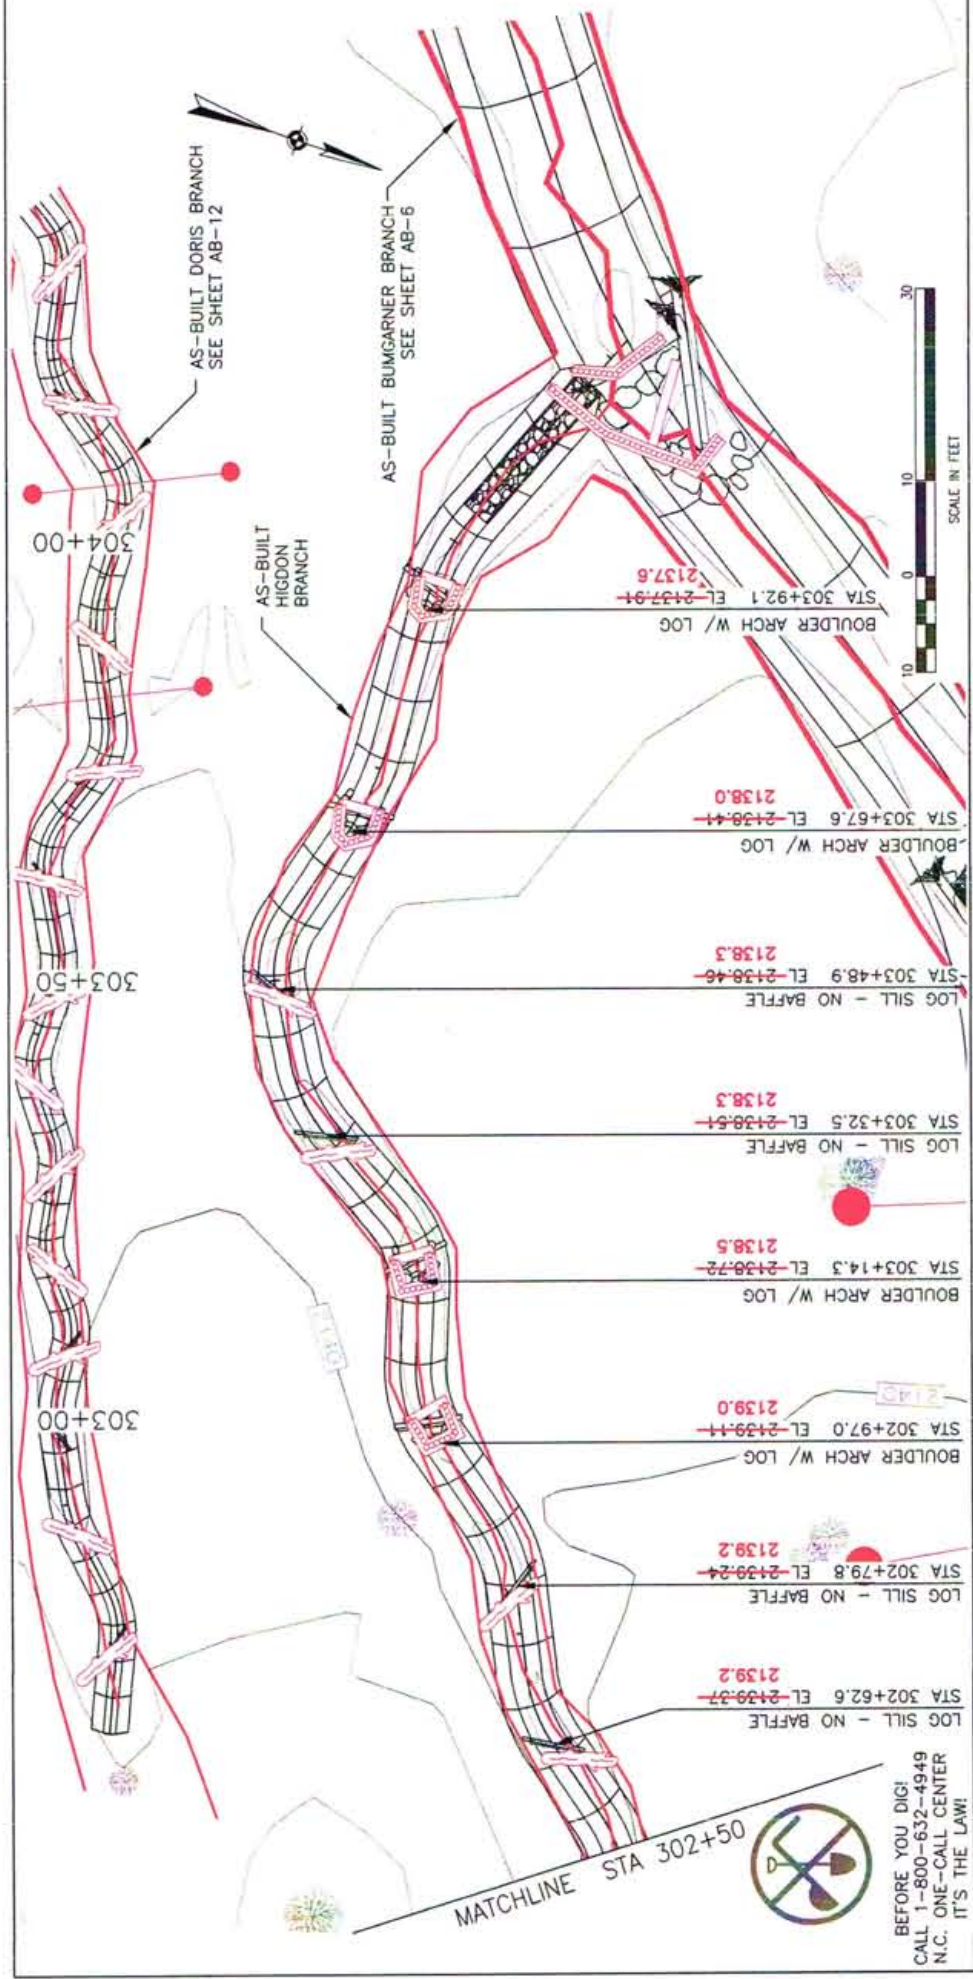 AS-BUILT DORIS BRANCH
SEE SHEET AB-12
AS-BUILT BUMGARNER BRANCH
SEE SHEET AB-6
AS-BUILT
HIGDON
BRANCH
304+00
303+50
303+00
10 0 10 30
SCALE IN FEET
BOULDER ARCH W/ LOG
STA 303+92.1 EL 2137.91
2137.6
BOULDER ARCH W/ LOG
STA 303+67.6 EL 2138.41
2138.0
LOG SILL - NO BAFFLE
STA 303+48.9 EL 2138.46
2138.3
LOG SILL - NO BAFFLE
STA 303+32.5 EL 2138.51
2138.3
BOULDER ARCH W/ LOG
STA 303+14.3 EL 2138.72
2138.5
BOULDER ARCH W/ LOG
STA 302+97.0 EL 2139.11
2139.0
LOG SILL - NO BAFFLE
STA 302+79.8 EL 2139.24
2139.2
LOG SILL - NO BAFFLE
STA 302+62.6 EL 2139.37
2139.2
2140
2140
MATCHLINE STA 302+50
BEFORE YOU DIG!
CALL 1-800-632-4949
N.C. ONE-CALL CENTER
IT'S THE LAW!